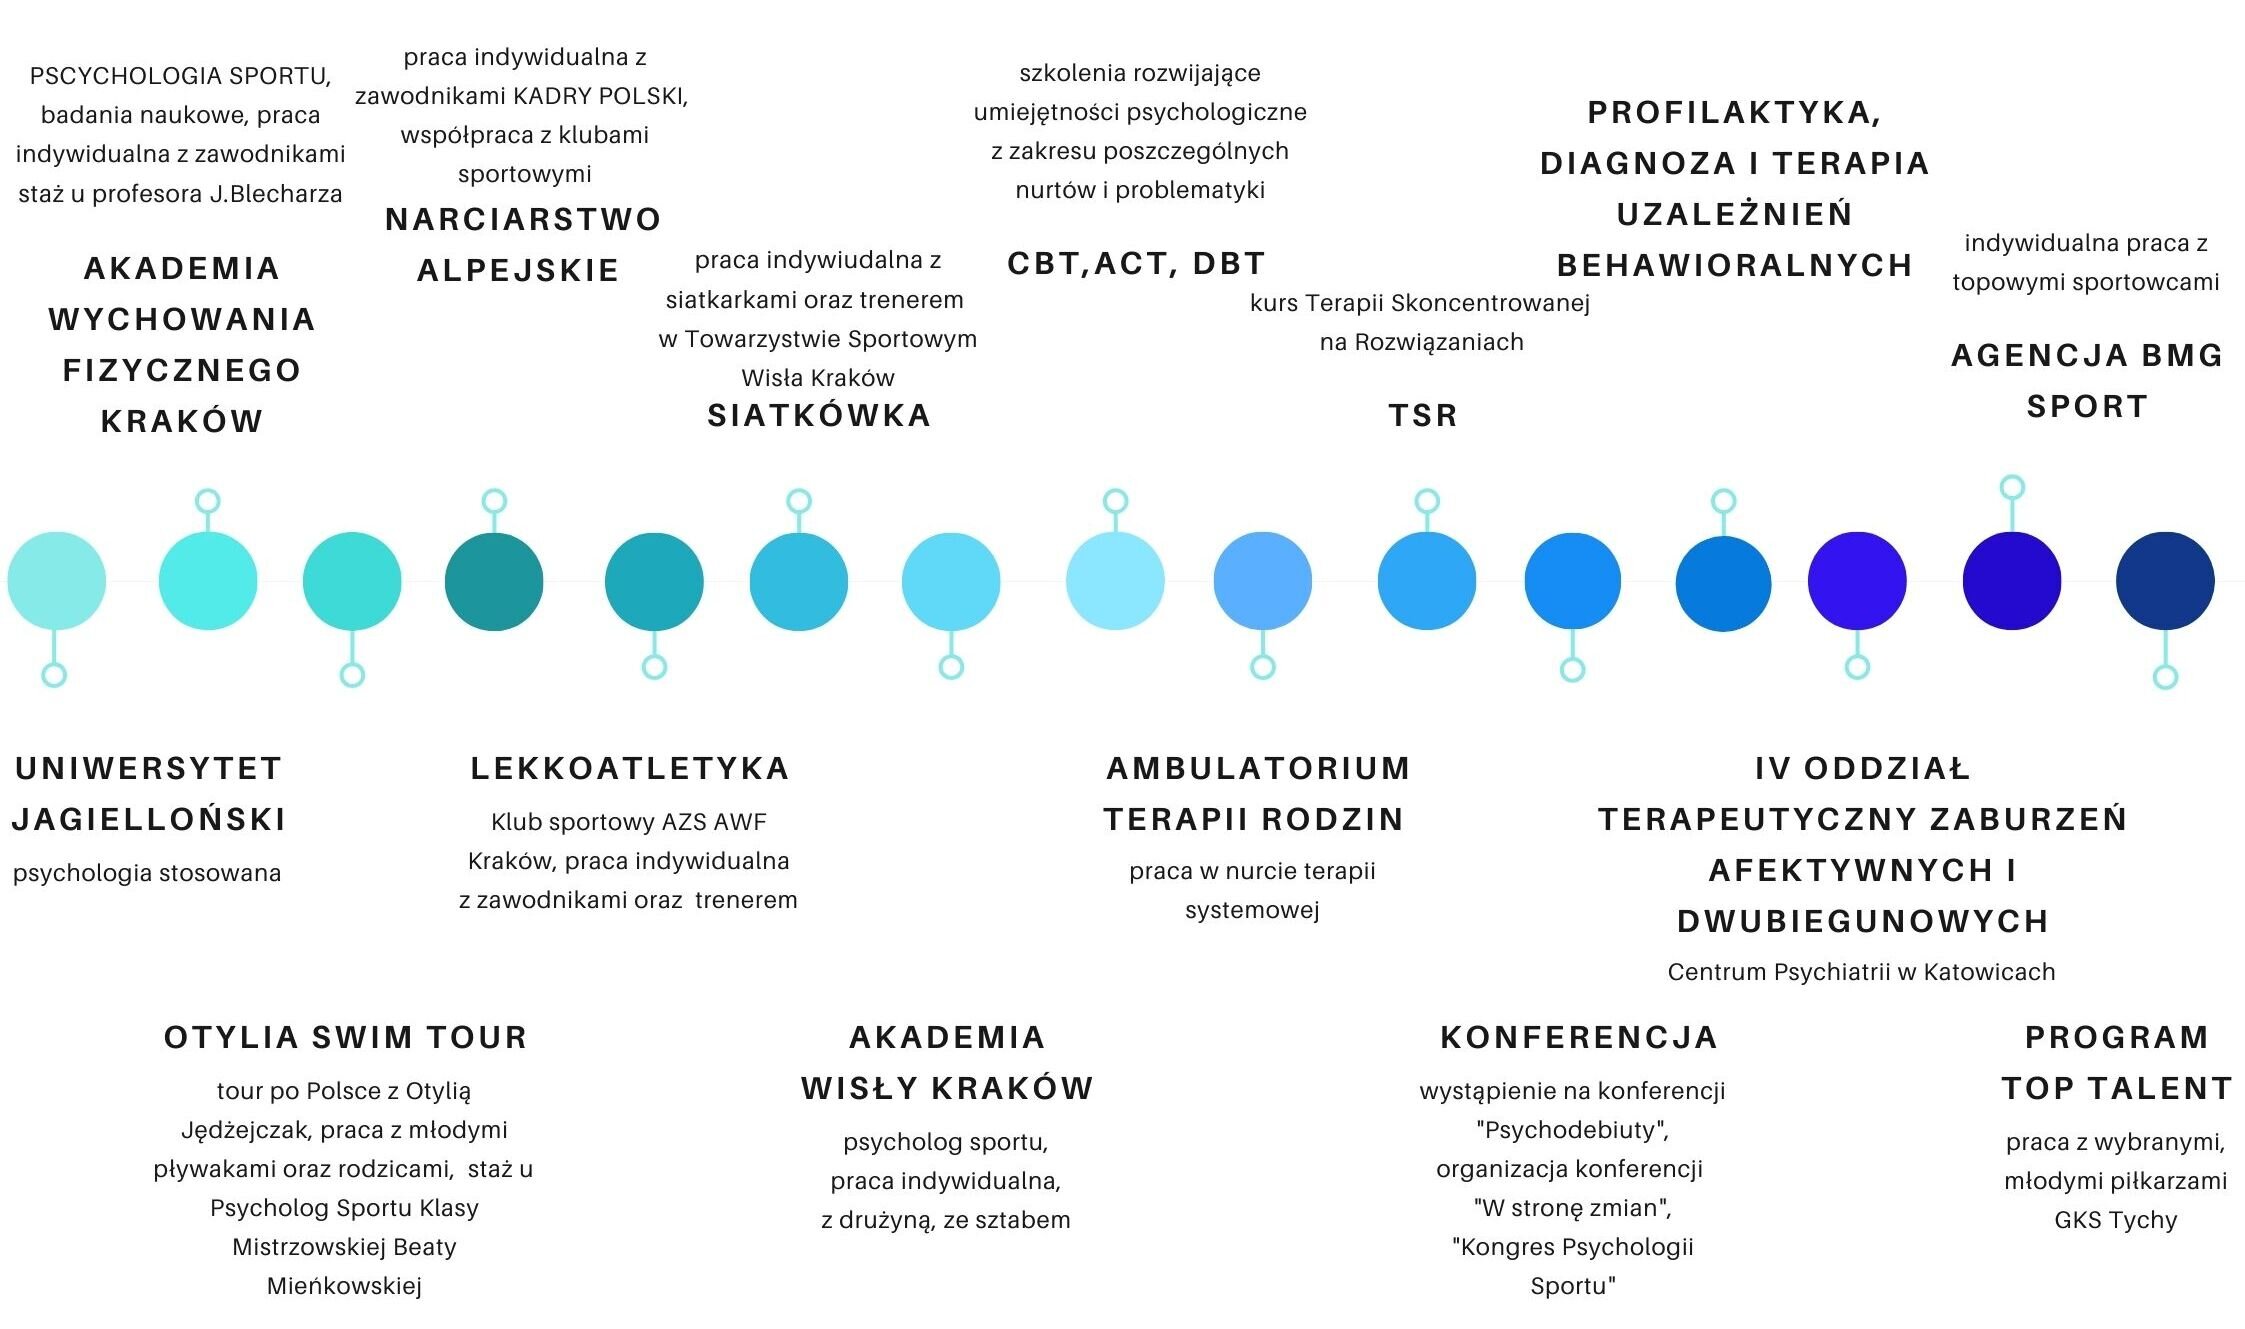 PSCYCHOLOGIA SPORTU,
badania naukowe, praca
indywidualna z zawodnikami
staż u profesora J.Blecharza
AKADEMIA
WYCHOWANIA
FIZYCZNEGO
KRAKÓW
praca indywidualna z
zawodnikami KADRY POLSKI,
współpraca z klubami
sportowymi
NARCIARSTWO
ALPEJSKIE
praca indywiudalna z
siatkarkami oraz trenerem
w Towarzystwie Sportowym
Wisła Kraków
SIATKÓWKA
szkolenia rozwijające
umiejętności psychologiczne
z zakresu poszczególnych
nurtów i problematyki
CBT,ACT, DBT
kurs Terapii Skoncentrowanej
na Rozwiązaniach
TSR
PROFILAKTYKA,
DIAGNOZA I TERAPIA
UZALEŻNIEŃ
BEHAWIORALNYCH
indywidualna praca z
topowymi sportowcami
AGENCJA BMG
SPORT
UNIWERSYTET
JAGIELLOŃSKI
psychologia stosowana
OTYLIA SWIM TOUR
tour po Polsce z Otylią
Jędżejczak, praca z młodymi
pływakami oraz rodzicami,  staż u
Psycholog Sportu Klasy
Mistrzowskiej Beaty
Mieńkowskiej
LEKKOATLETYKA
Klub sportowy AZS AWF
Kraków, praca indywidualna
z zawodnikami oraz  trenerem
AKADEMIA
WISŁY KRAKÓW
psycholog sportu,
praca indywidualna,
z drużyną, ze sztabem
AMBULATORIUM
TERAPII RODZIN
praca w nurcie terapii
systemowej
KONFERENCJA
wystąpienie na konferencji
"Psychodebiuty",
organizacja konferencji
"W stronę zmian",
"Kongres Psychologii
Sportu"
IV ODDZIAŁ
TERAPEUTYCZNY ZABURZEŃ
AFEKTYWNYCH I
DWUBIEGUNOWYCH
Centrum Psychiatrii w Katowicach
PROGRAM
TOP TALENT
praca z wybranymi,
młodymi piłkarzami
GKS Tychy